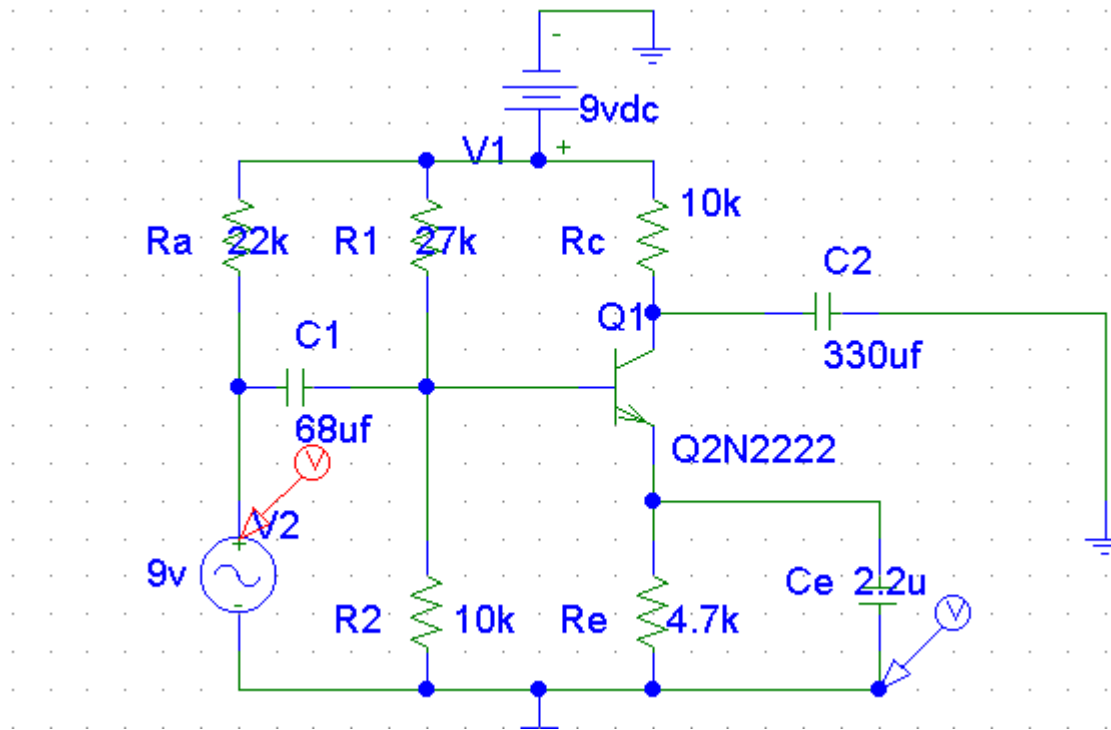 -
9vdc
V1 +
10k
Ra 22k R1 27k Rc
C2
Q1
C1
330uf
68uf
Q2N2222
V
V2
9v
Ce 2.2u
V
R2 10k Re 4.7k
+
-